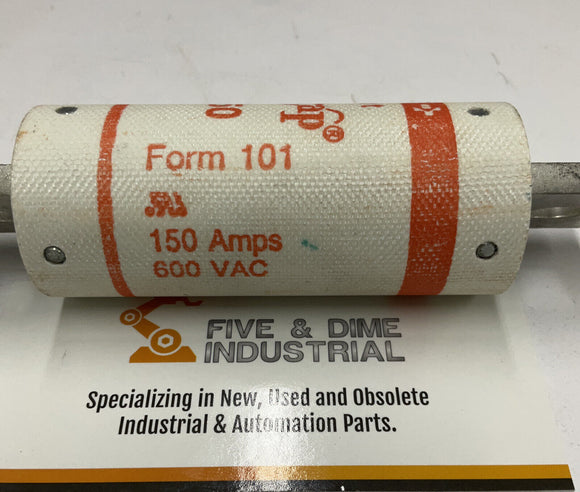 Form 101
150 Amps
600 VAC
FIVE & DIME
INDUSTRIAL
Specializing in New, Used and Obsolete
Industrial & Automation Parts.